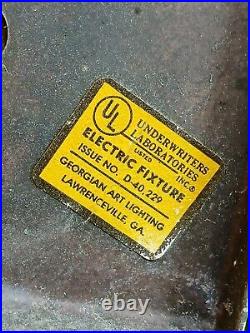 UL
UNDERWRITERS
LABORATORIES
INC.®
LISTED
ELECTRIC FIXTURE
ISSUE NO. D-40,229
GEORGIAN ART LIGHTING
LAWRENCEVILLE, GA.